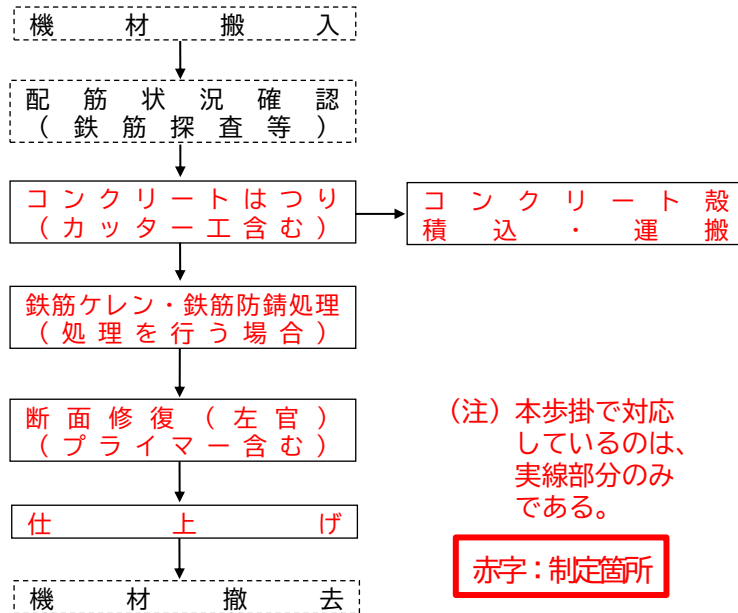 機材搬入
配筋状況確認
（鉄筋探査等）
コンクリートはつり
（カッター工含む）
コンクリート殻
積込・運搬
鉄筋ケレン・鉄筋防錆処理
（処理を行う場合）
断面修復（左官）
（プライマー含む）
仕上げ
機材撤去
（注）本歩掛で対応
しているのは、
実線部分のみ
である。
赤字：制定箇所